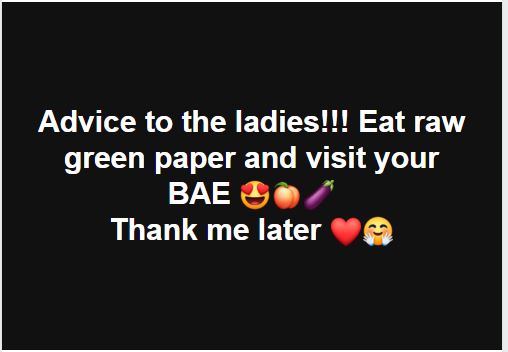 Advice to the ladies!!! Eat raw
green paper and visit your
BAE 😍🍑🍆
Thank me later ❤️🤗